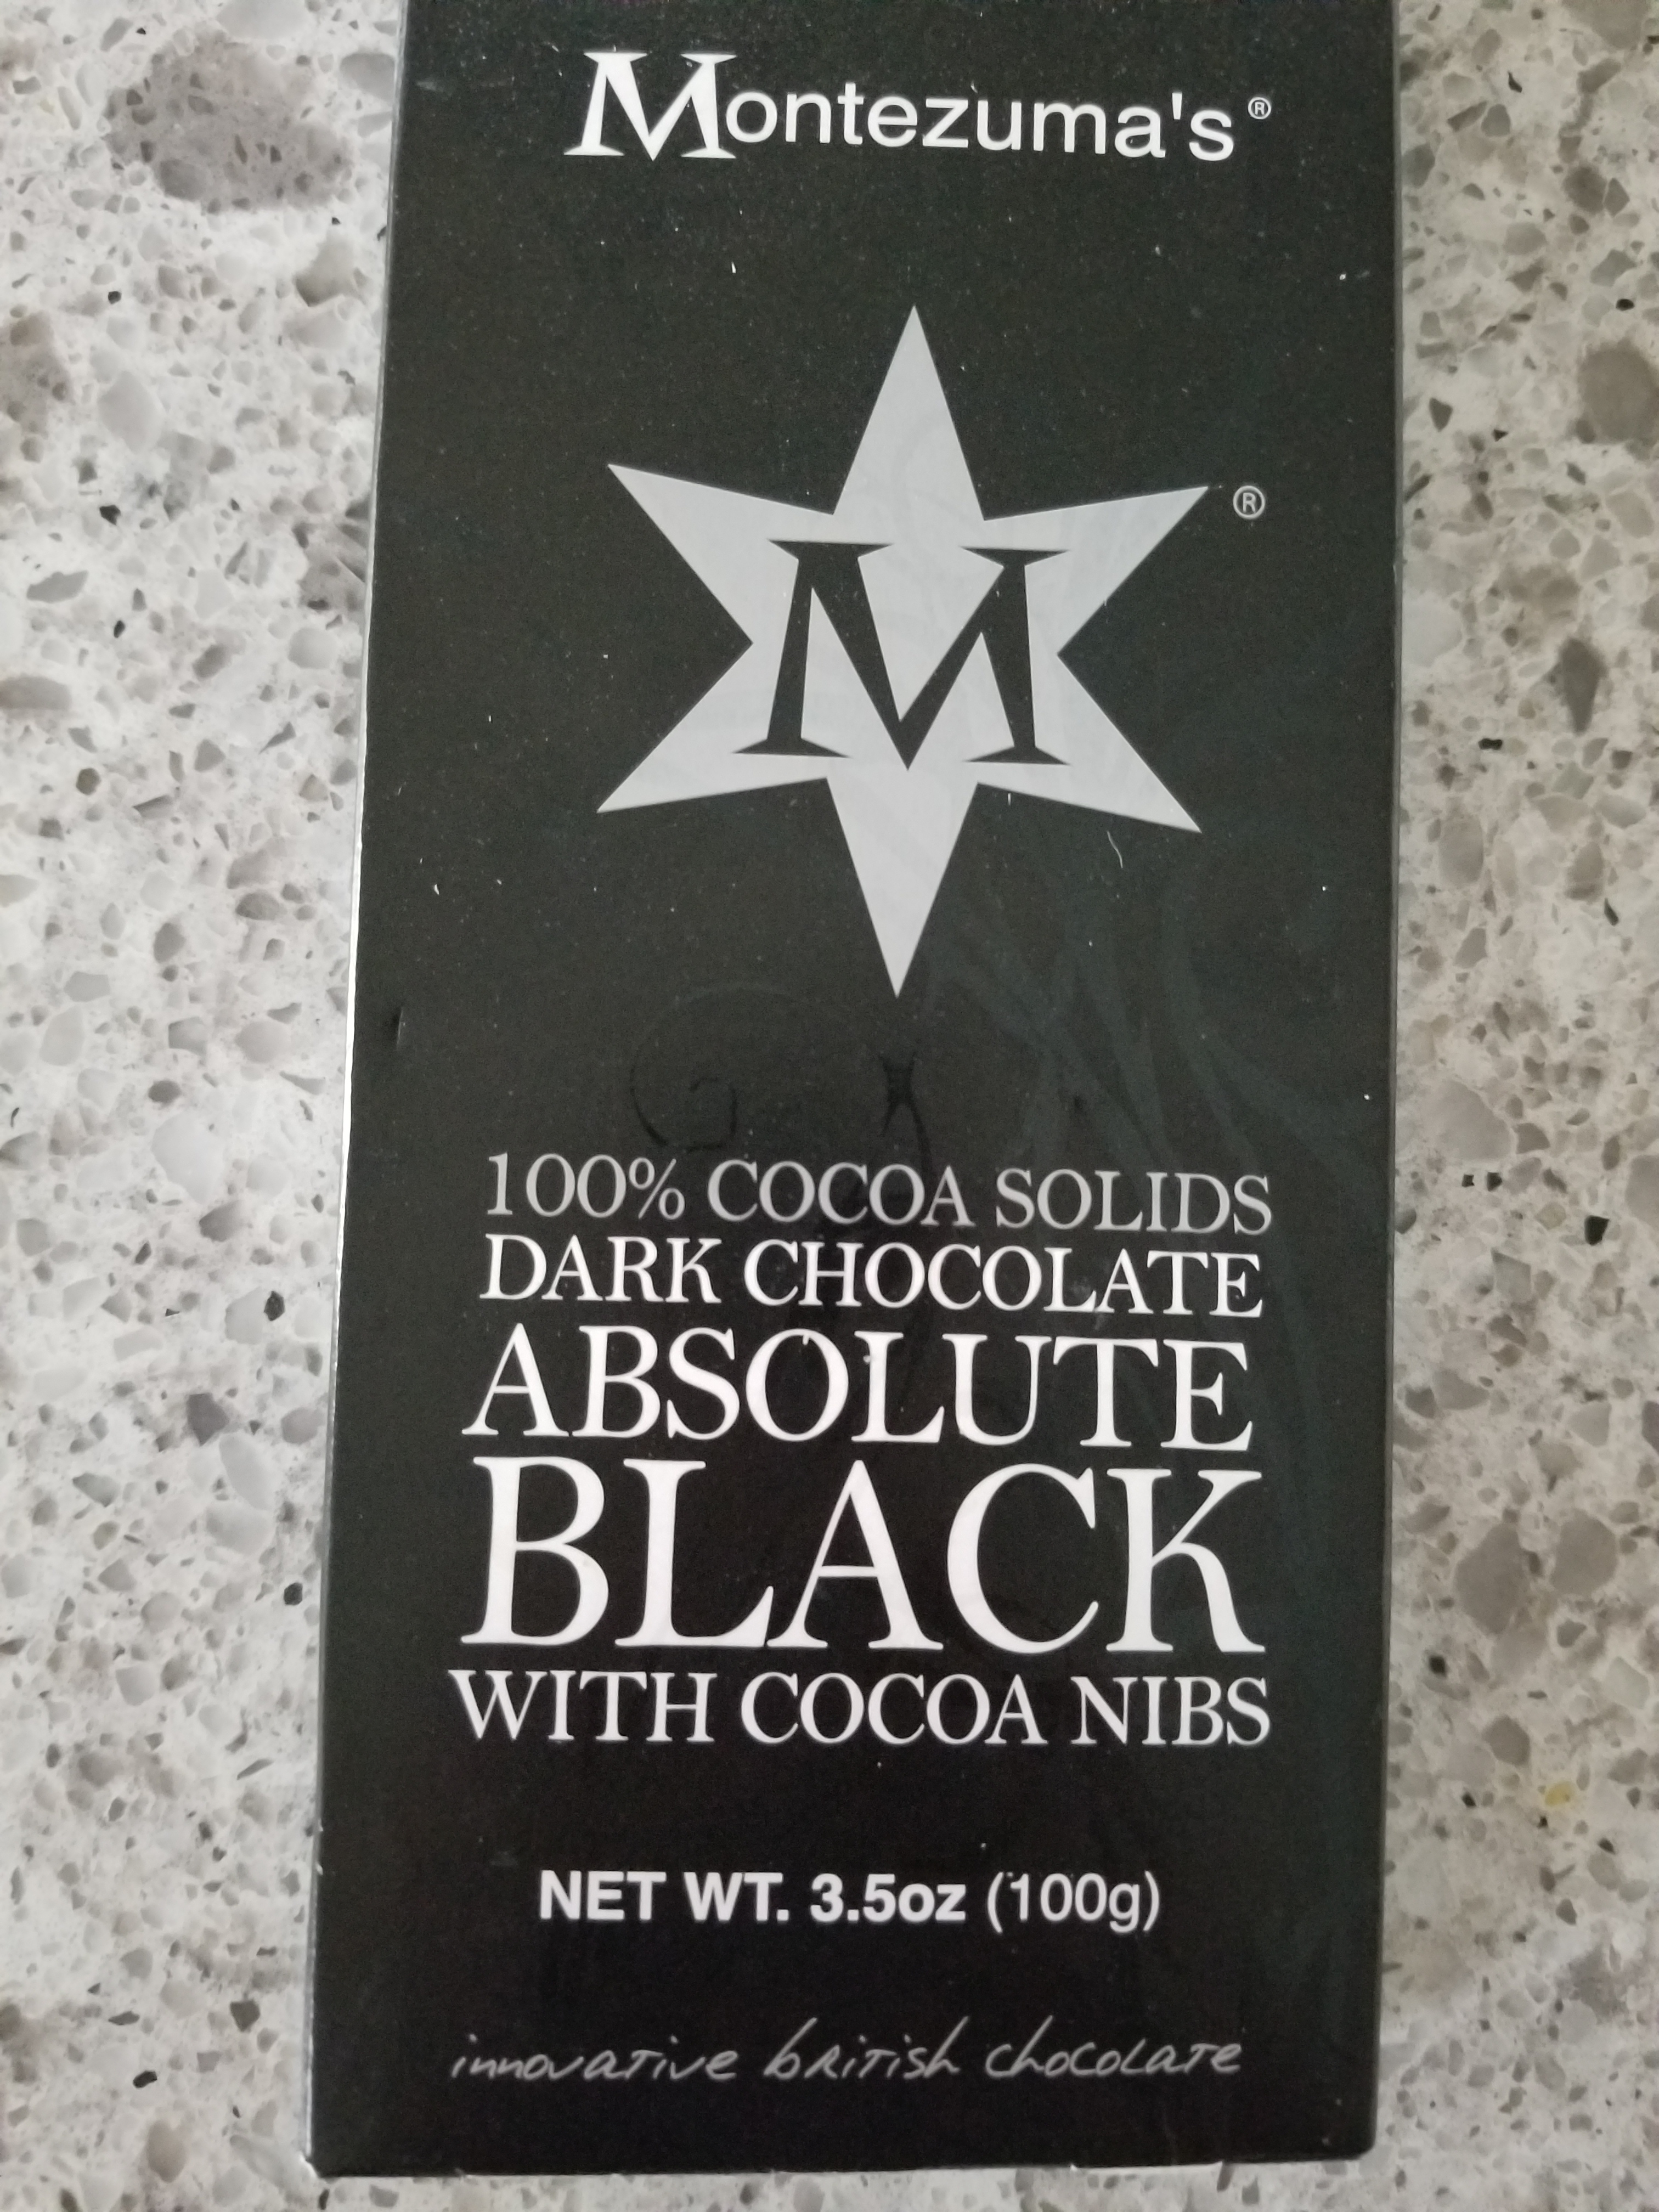 Montezuma's®
®
M
100% COCOA SOLIDS
DARK CHOCOLATE
ABSOLUTE
BLACK
WITH COCOA NIBS
NET WT. 3.5oz (100g)
innovative british chocolate